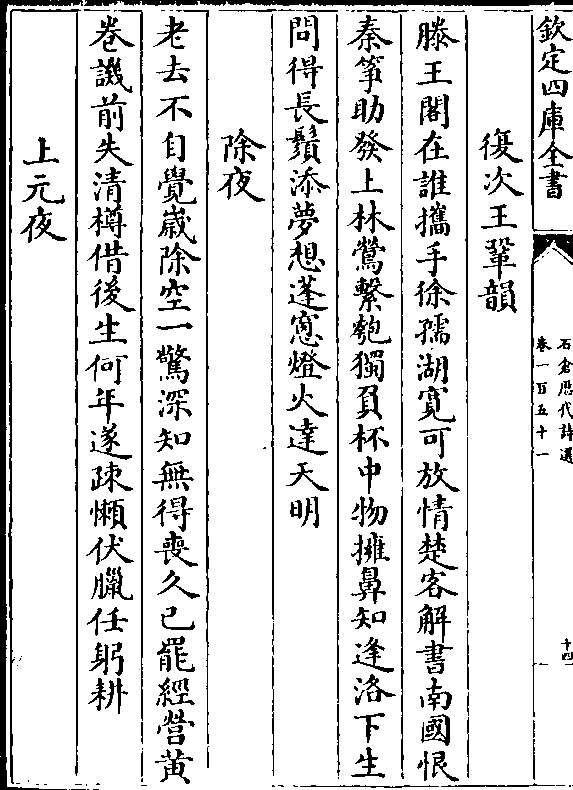 欽定四庫全書
石倉歷代詩選
卷一百五十一
十四
復次王鞏韻
滕王閣在誰攜手徐孺湖寛可放情楚客解書南國恨
秦箏助發上林鶯繫匏獨負杯中物擁鼻知逢洛下生
問得長鬚添夢想蓬窻燈火達天明
除夜
老去不自覺嵗除空一驚深知無得喪久已罷經營黄
卷譏前失清樽借後生何年遂疎懶伏臘任躬耕
上元夜